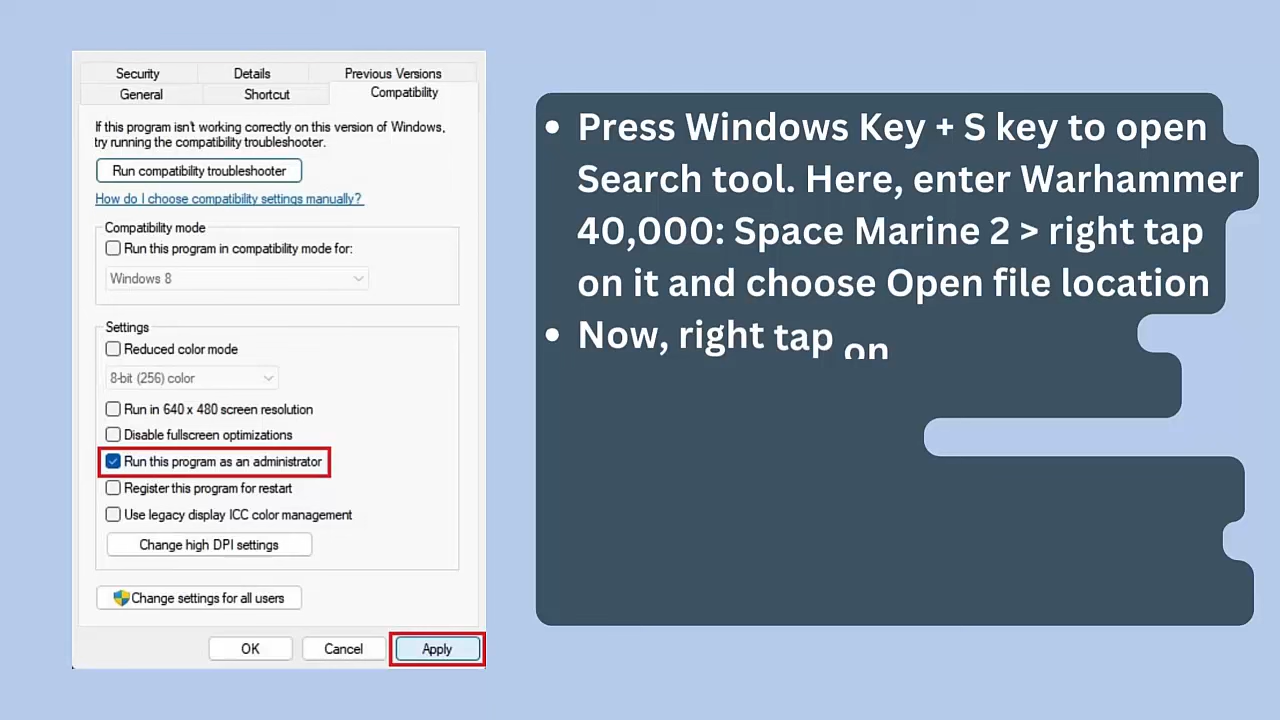 Security Details Previous Versions
General Shortcut Compatibility
If this program isn't working correctly on this version of Windows,
try running the compatibility troubleshooter.
Run compatibility troubleshooter
How do I choose compatibility settings manually?
Compatibility mode
Run this program in compatibility mode for:
Windows 8
Settings
Reduced color mode
8-bit (256) color
Run in 640 x 480 screen resolution
Disable fullscreen optimizations
Run this program as an administrator
Register this program for restart
Use legacy display ICC color management
Change high DPI settings
Change settings for all users
OK Cancel Apply
• Press Windows Key + S key to open
Search tool. Here, enter Warhammer
40,000: Space Marine 2 > right tap
on it and choose Open file location
• Now, right tap on